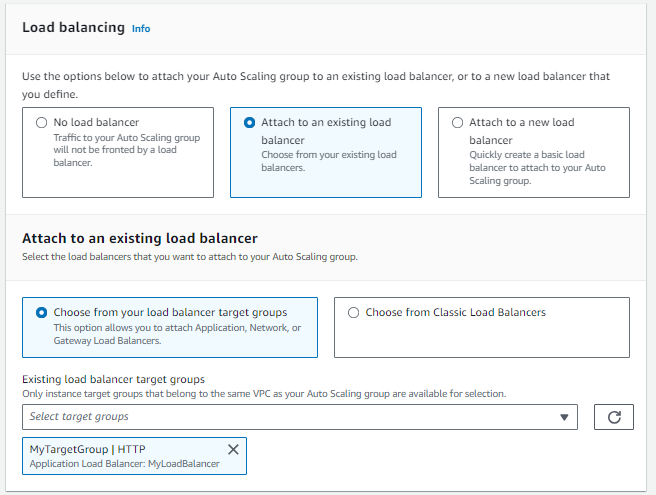 Load balancing Info
Use the options below to attach your Auto Scaling group to an existing load balancer, or to a new load balancer that
you define.
No load balancer
Traffic to your Auto Scaling group
will not be fronted by a load
balancer.
Attach to an existing load
balancer
Choose from your existing load
balancers.
Attach to a new load
balancer
Quickly create a basic load
balancer to attach to your Auto
Scaling group.
Attach to an existing load balancer
Select the load balancers that you want to attach to your Auto Scaling group.
Choose from your load balancer target groups
This option allows you to attach Application, Network, or
Gateway Load Balancers.
Choose from Classic Load Balancers
Existing load balancer target groups
Only instance target groups that belong to the same VPC as your Auto Scaling group are available for selection.
Select target groups
MyTargetGroup | HTTP
Application Load Balancer: MyLoadBalancer